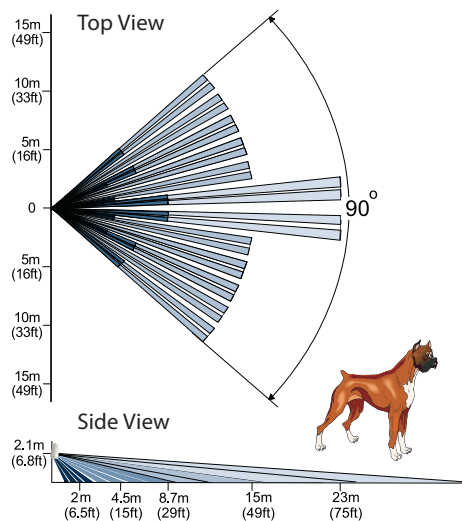 Top View
15m
(49ft)
10m
(33ft)
5m
(16ft)
0
90°
5m
(16ft)
10m
(33ft)
15m
(49ft)
Side View
2.1m
(6.8ft)
2m
(6.5ft)
4.5m
(15ft)
8.7m
(29ft)
15m
(49ft)
23m
(75ft)